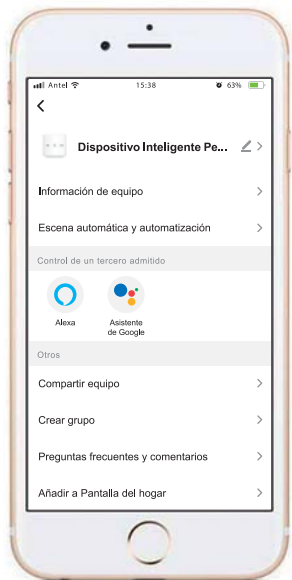 Antel 15:38 63%
Dispositivo Inteligente Pe...
Información de equipo
Escena automática y automatización
Control de un tercero admitido
Alexa
Asistente
de Google
Otros
Compartir equipo
Crear grupo
Preguntas frecuentes y comentarios
Añadir a Pantalla del hogar